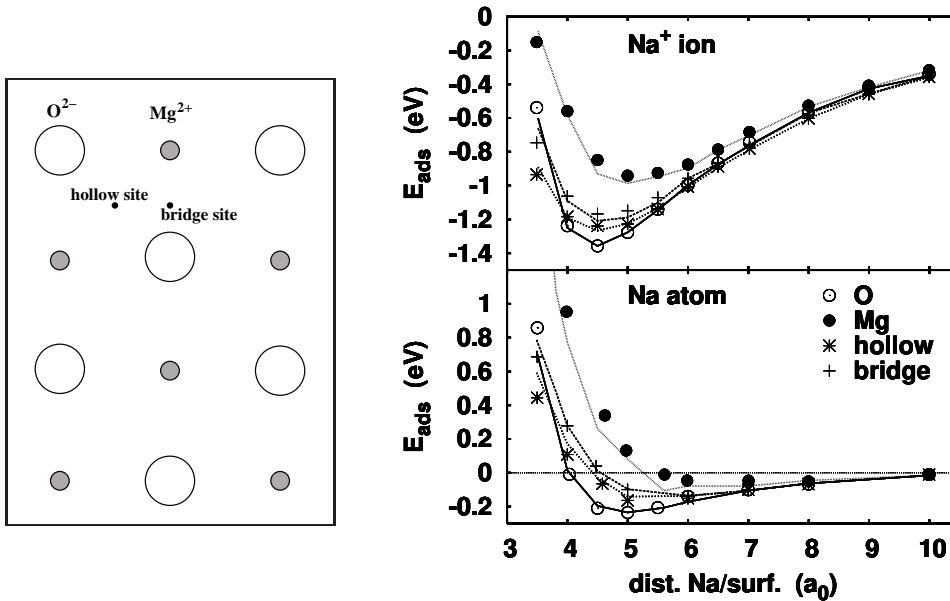 O²⁻ Mg²⁺
hollow site
bridge site
E_ads (eV)
0
-0.2
-0.4
-0.6
-0.8
-1
-1.2
-1.4
Na⁺ ion
E_ads (eV)
1
0.8
0.6
0.4
0.2
0
-0.2
Na atom
O
Mg
hollow
bridge
3 4 5 6 7 8 9 10
dist. Na/surf. (a₀)